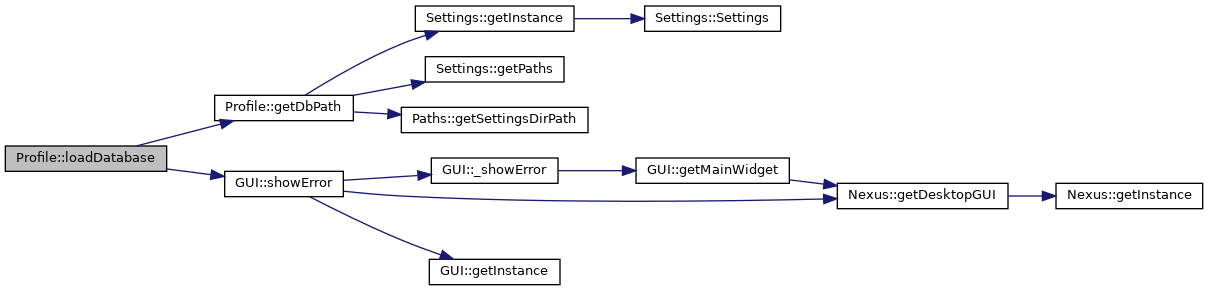 Settings::getInstance
Settings::Settings
Settings::getPaths
Profile::getDbPath
Paths::getSettingsDirPath
Profile::loadDatabase
GUI::_showError
GUI::getMainWidget
GUI::showError
Nexus::getDesktopGUI
Nexus::getInstance
GUI::getInstance